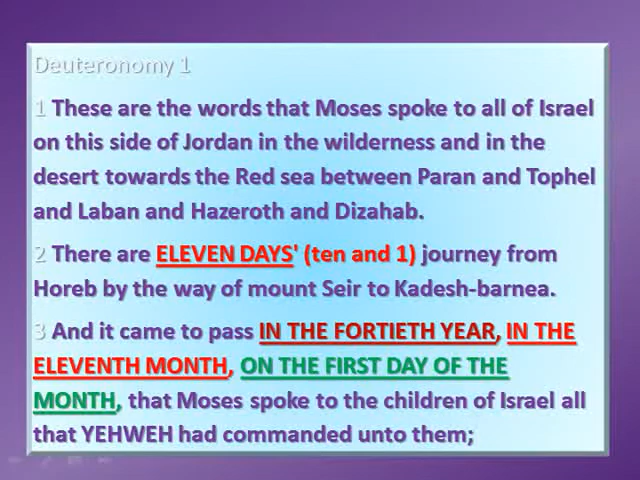 Deuteronomy 1
1 These are the words that Moses spoke to all of Israel
on this side of Jordan in the wilderness and in the
desert towards the Red sea between Paran and Tophel
and Laban and Hazeroth and Dizahab.
2 There are ELEVEN DAYS' (ten and 1) journey from
Horeb by the way of mount Seir to Kadesh-barnea.
3 And it came to pass IN THE FORTIETH YEAR, IN THE
ELEVENTH MONTH, ON THE FIRST DAY OF THE
MONTH, that Moses spoke to the children of Israel all
that YEHWEH had commanded unto them;